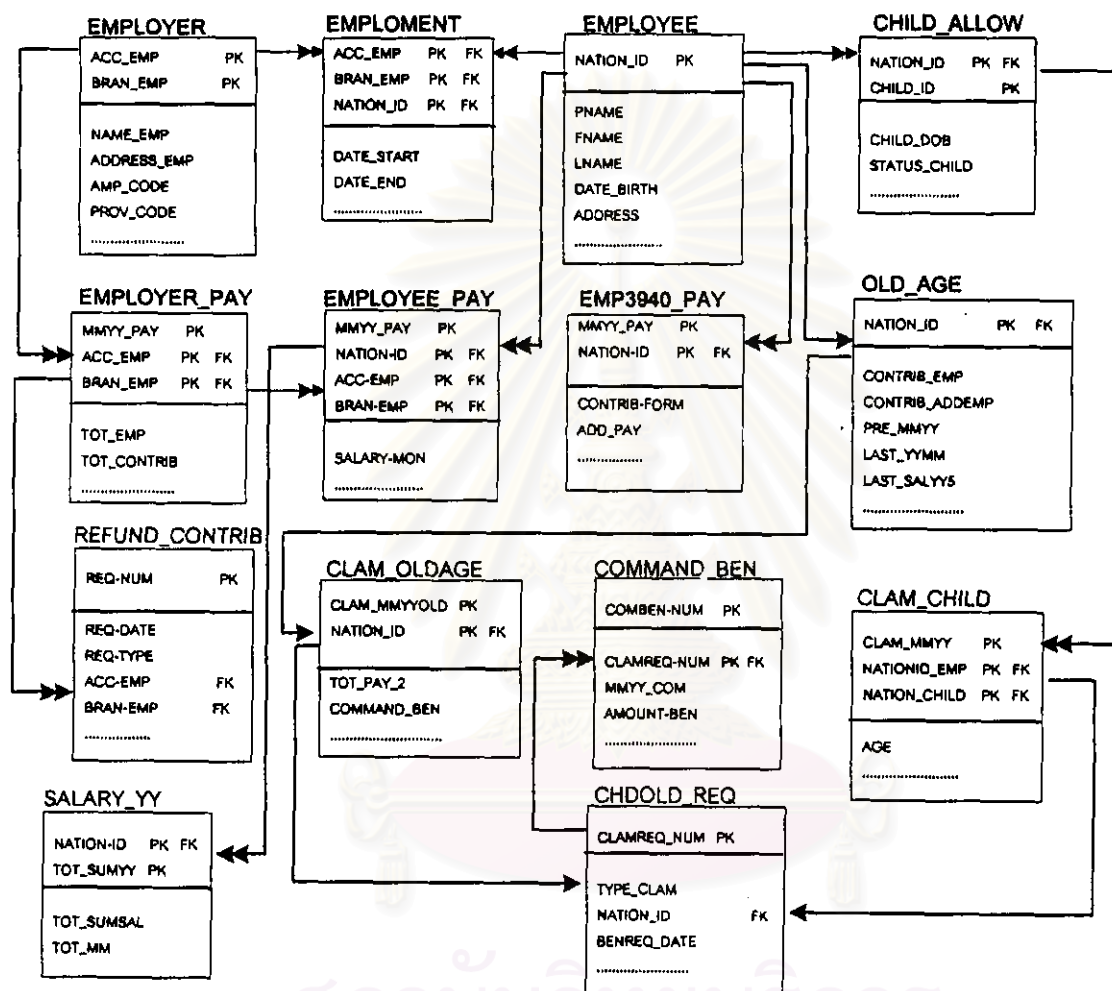 EMPLOYER
ACC_EMP PK
BRAN_EMP PK
NAME_EMP
ADDRESS_EMP
AMP_CODE
PROV_CODE
EMPLOMENT
ACC_EMP PK FK
BRAN_EMP PK FK
NATION_ID PK FK
DATE_START
DATE_END
EMPLOYEE
NATION_ID PK
PNAME
FNAME
LNAME
DATE_BIRTH
ADDRESS
CHILD_ALLOW
NATION_ID PK FK
CHILD_ID PK
CHILD_DOB
STATUS_CHILD
EMPLOYER_PAY
MMYY_PAY PK
ACC_EMP PK FK
BRAN_EMP PK FK
TOT_EMP
TOT_CONTRIB
EMPLOYEE_PAY
MMYY_PAY PK
NATION-ID PK FK
ACC-EMP PK FK
BRAN-EMP PK FK
SALARY-MON
EMP3940_PAY
MMYY_PAY PK
NATION-ID PK FK
CONTRIB-FORM
ADD_PAY
OLD_AGE
NATION_ID PK FK
CONTRIB_EMP
CONTRIB_ADDEMP
PRE_MMYY
LAST_YYMM
LAST_SALYY5
REFUND_CONTRIB
REQ-NUM PK
REQ-DATE
REQ-TYPE
ACC-EMP FK
BRAN-EMP FK
CLAM_OLDAGE
CLAM_MMYYOLD PK
NATION_ID PK FK
TOT_PAY_2
COMMAND_BEN
COMMAND_BEN
COMBEN-NUM PK
CLAMREQ-NUM PK FK
MMYY_COM
AMOUNT-BEN
CLAM_CHILD
CLAM_MMYY PK
NATIONID_EMP PK FK
NATION_CHILD PK FK
AGE
SALARY_YY
NATION-ID PK FK
TOT_SUMYY PK
TOT_SUMSAL
TOT_MM
CHDOLD_REQ
CLAMREQ_NUM PK
TYPE_CLAM
NATION_ID FK
BENREQ_DATE